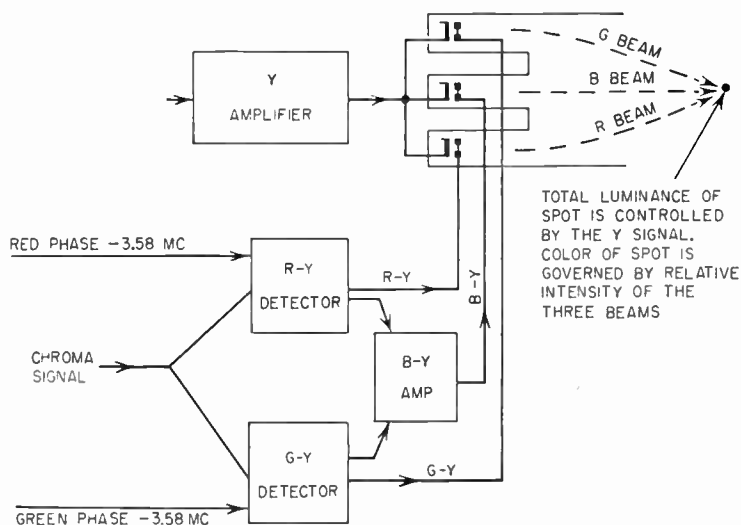 G BEAM
B BEAM
R BEAM
Y
AMPLIFIER
TOTAL LUMINANCE OF
SPOT IS CONTROLLED
BY THE Y SIGNAL.
COLOR OF SPOT IS
GOVERNED BY RELATIVE
INTENSITY OF THE
THREE BEAMS
RED PHASE -3.58 MC
R-Y
DETECTOR
R-Y
B-Y
CHROMA
SIGNAL
B-Y
AMP
G-Y
DETECTOR
G-Y
GREEN PHASE -3.58 MC